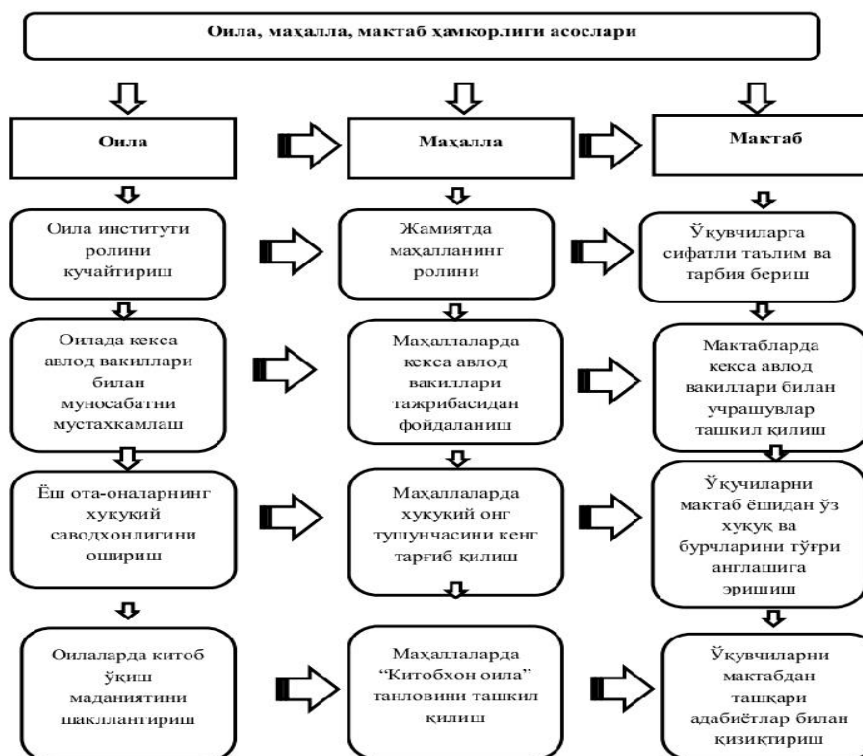 Оила, маҳалла, мактаб ҳамкорлиги асослари
Оила
Маҳалла
Мактаб
Оила институти
ролини
кучайтириш
Жамиятда
маҳалланинг
ролини
Ўқувчиларга
сифатли таълим ва
тарбия бериш
Оилада кекса
авлод вакиллари
билан
муносабатни
мустахкамлаш
Маҳаллаларда
кекса авлод
вакиллари
тажрибасидан
фойдаланиш
Мактабларда
кекса авлод
вакиллари билан
учрашувлар
ташкил қилиш
Ёш ота-оналарнинг
хукукий
саводхонлигини
ошириш
Маҳаллаларда
хукукий онг
тушунчасини кенг
тарғиб қилиш
Ўқучиларни
мактаб ёшидан ўз
хуқуқ ва
бурчларини тўғри
англашига
эришиш
Оилаларда китоб
ўқиш
маданиятини
шакллантириш
Маҳаллаларда
“Китобхон оила”
танловини ташкил
қилиш
Ўқувчиларни
мактабдан
ташқари
адабиётлар билан
қизиқтириш